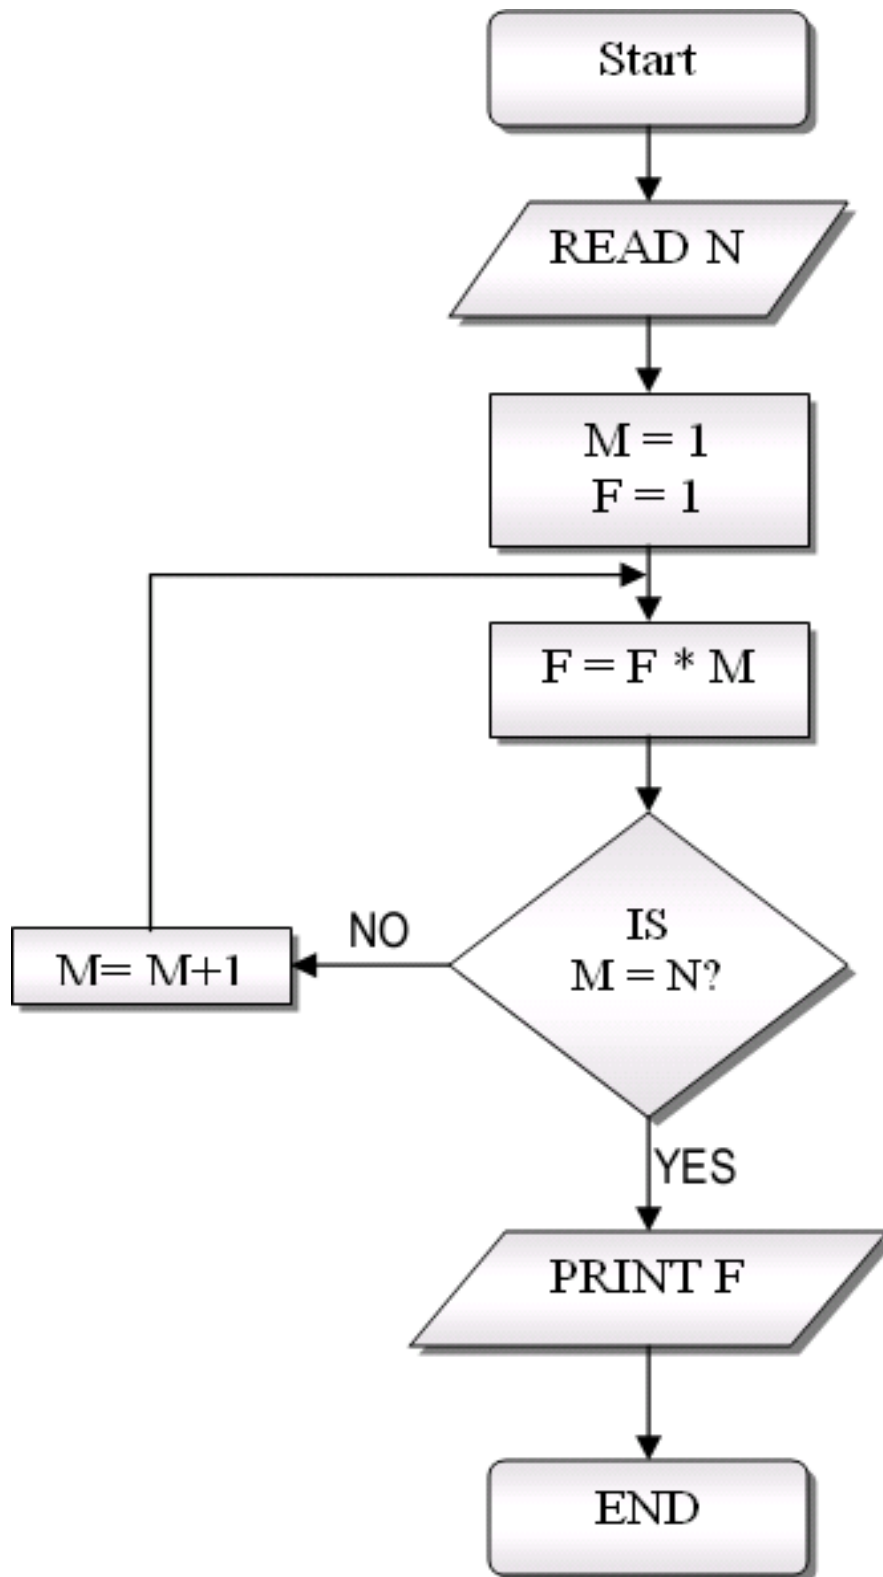 Start
READ N
M = 1
F = 1
F = F * M
IS
M = N?
NO
M= M+1
YES
PRINT F
END